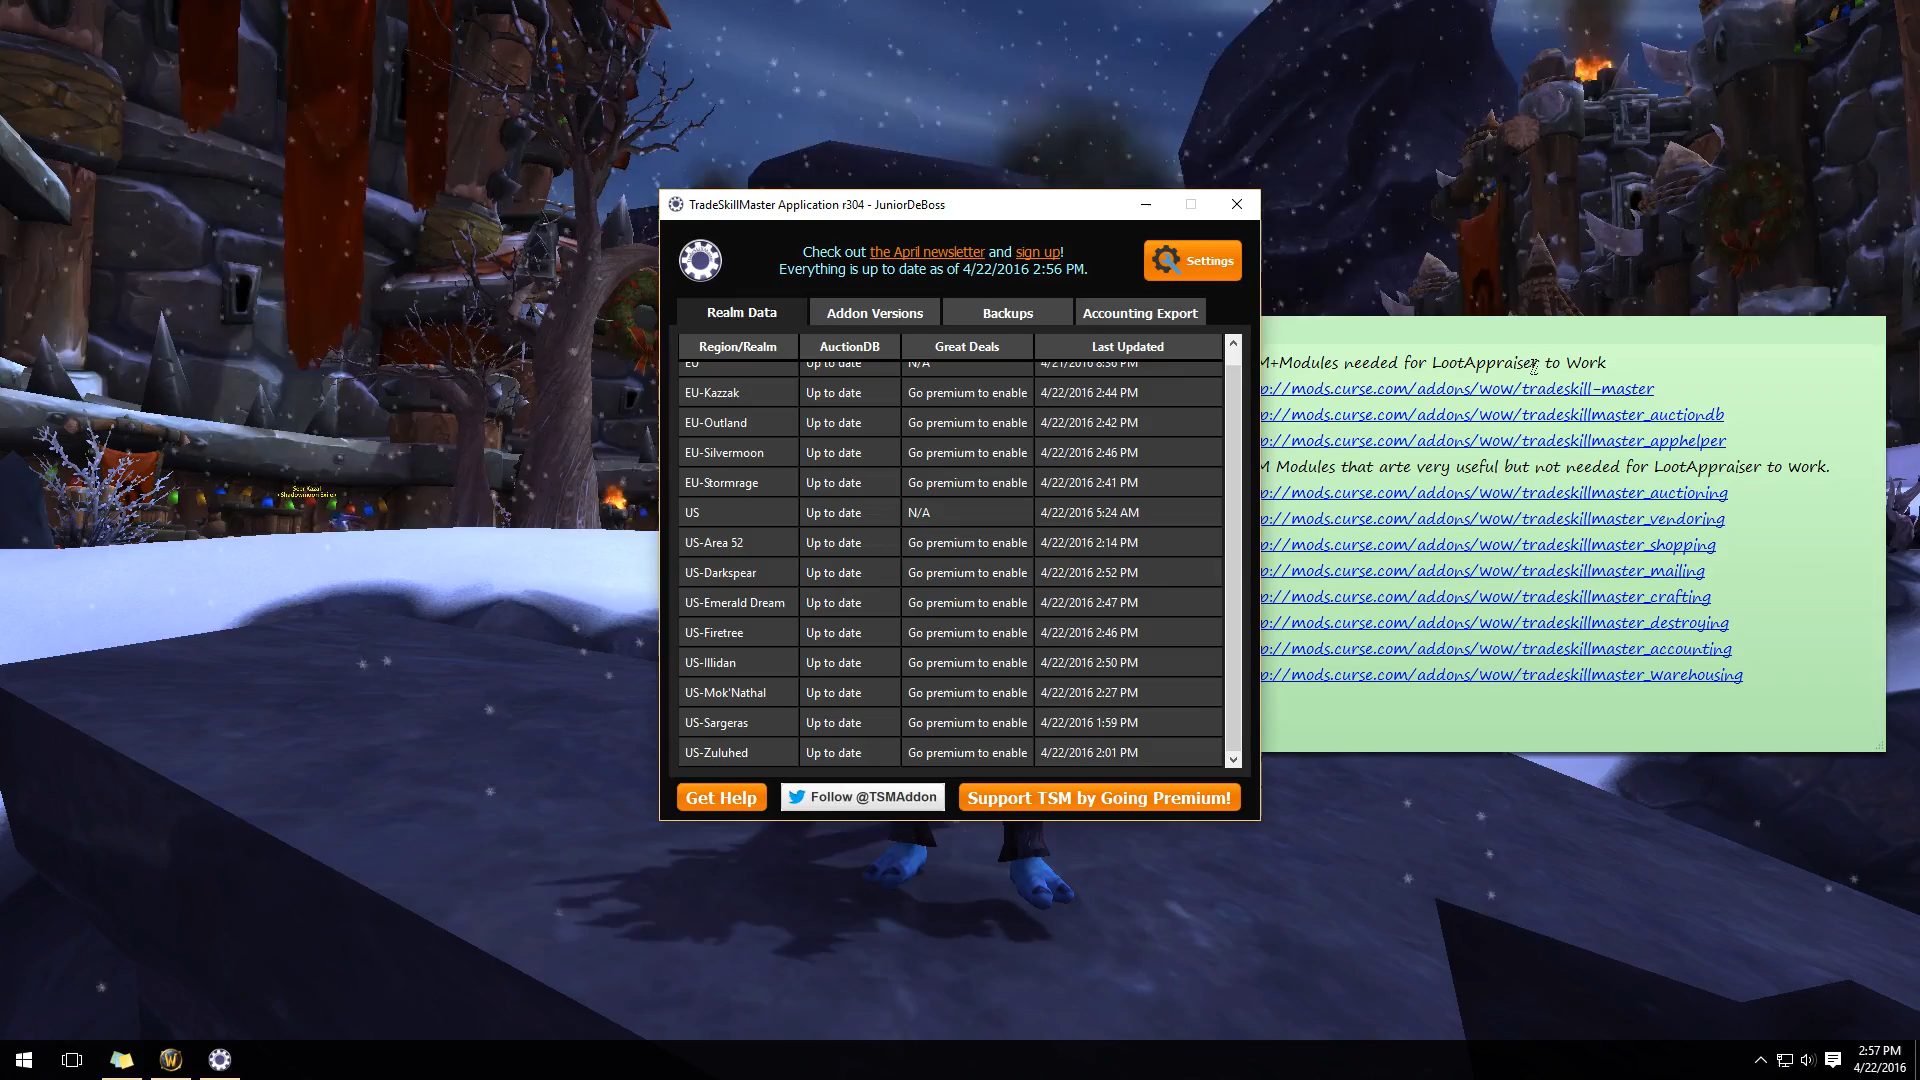 TradeSkillMaster Application r304 - JuniorDeBoss
Check out the April newsletter and sign up!
Everything is up to date as of 4/22/2016 2:56 PM.
Settings
Realm Data Addon Versions Backups Accounting Export
Region/Realm AuctionDB Great Deals Last Updated
EU Up to date N/A 4/21/2016 8:36 PM
EU-Kazzak Up to date Go premium to enable 4/22/2016 2:44 PM
EU-Outland Up to date Go premium to enable 4/22/2016 2:42 PM
EU-Silvermoon Up to date Go premium to enable 4/22/2016 2:46 PM
EU-Stormrage Up to date Go premium to enable 4/22/2016 2:41 PM
US Up to date N/A 4/22/2016 5:24 AM
US-Area 52 Up to date Go premium to enable 4/22/2016 2:14 PM
US-Darkspear Up to date Go premium to enable 4/22/2016 2:52 PM
US-Emerald Dream Up to date Go premium to enable 4/22/2016 2:47 PM
US-Firetree Up to date Go premium to enable 4/22/2016 2:46 PM
US-Illidan Up to date Go premium to enable 4/22/2016 2:50 PM
US-Mok'Nathal Up to date Go premium to enable 4/22/2016 2:27 PM
US-Sargeras Up to date Go premium to enable 4/22/2016 1:59 PM
US-Zuluhed Up to date Go premium to enable 4/22/2016 2:01 PM
Get Help Follow @TSMAddon Support TSM by Going Premium!
M+Modules needed for LootAppraiser to Work
p://mods.curse.com/addons/wow/tradeskill-master
p://mods.curse.com/addons/wow/tradeskillmaster_auctiondb
p://mods.curse.com/addons/wow/tradeskillmaster_apphelper
M Modules that arte very useful but not needed for LootAppraiser to work.
p://mods.curse.com/addons/wow/tradeskillmaster_auctioning
p://mods.curse.com/addons/wow/tradeskillmaster_vendoring
p://mods.curse.com/addons/wow/tradeskillmaster_shopping
p://mods.curse.com/addons/wow/tradeskillmaster_mailing
p://mods.curse.com/addons/wow/tradeskillmaster_crafting
p://mods.curse.com/addons/wow/tradeskillmaster_destroying
p://mods.curse.com/addons/wow/tradeskillmaster_accounting
p://mods.curse.com/addons/wow/tradeskillmaster_warehousing
2:57 PM
4/22/2016